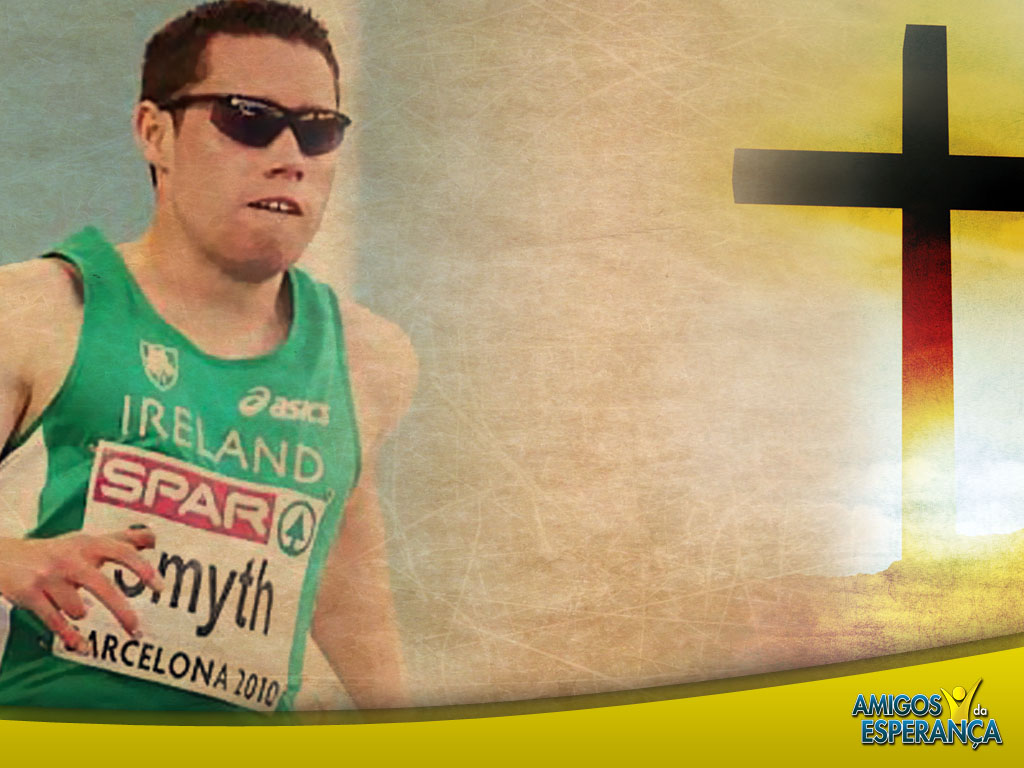 asics
IRELAND
SPAR
Smyth
BARCELONA 2010
AMIGOS da
ESPERANÇA